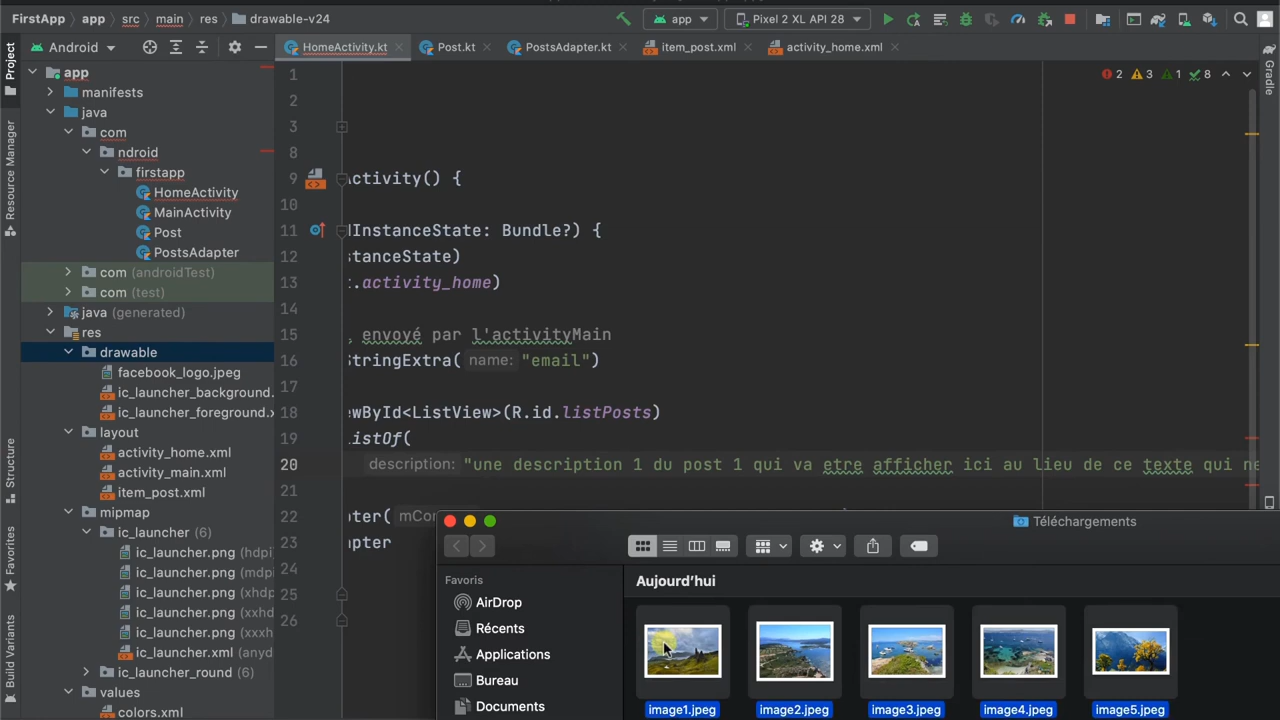 FirstApp app src main res drawable-v24 app Pixel 2 XL API 28
Android HomeActivity.kt Post.kt PostsAdapter.kt item_post.xml activity_home.xml
Project
Resource Manager
Structure
Favorites
Build Variants
Gradle
app
manifests
java
com
ndroid
firstapp
HomeActivity
MainActivity
Post
PostsAdapter
com (androidTest)
com (test)
java (generated)
res
drawable
facebook_logo.jpeg
ic_launcher_background.
ic_launcher_foreground.x
layout
activity_home.xml
activity_main.xml
item_post.xml
mipmap
ic_launcher (6)
ic_launcher.png (hdpi
ic_launcher.png (mdpi
ic_launcher.png (xhdp
ic_launcher.png (xxhd
ic_launcher.png (xxxh
ic_launcher.xml (anyd
ic_launcher_round (6)
values
colors.xml
2 3 1 8
1
2
3
8
9 ctivity() {
10
11 dInstanceState: Bundle?) {
12 stanceState)
13 t.activity_home)
14
15 envoyé par l'activityMain
16 StringExtra( name: "email")
17
18 ewById<ListView>(R.id.listPosts)
19 listOf(
20 description: "une description 1 du post 1 qui va etre afficher ici au lieu de ce texte qui ne
21
22 pter( mCon
23 apter
24
25
26
Téléchargements
Favoris
AirDrop
Récents
Applications
Bureau
Documents
Aujourd'hui
image1.jpeg image2.jpeg image3.jpeg image4.jpeg image5.jpeg